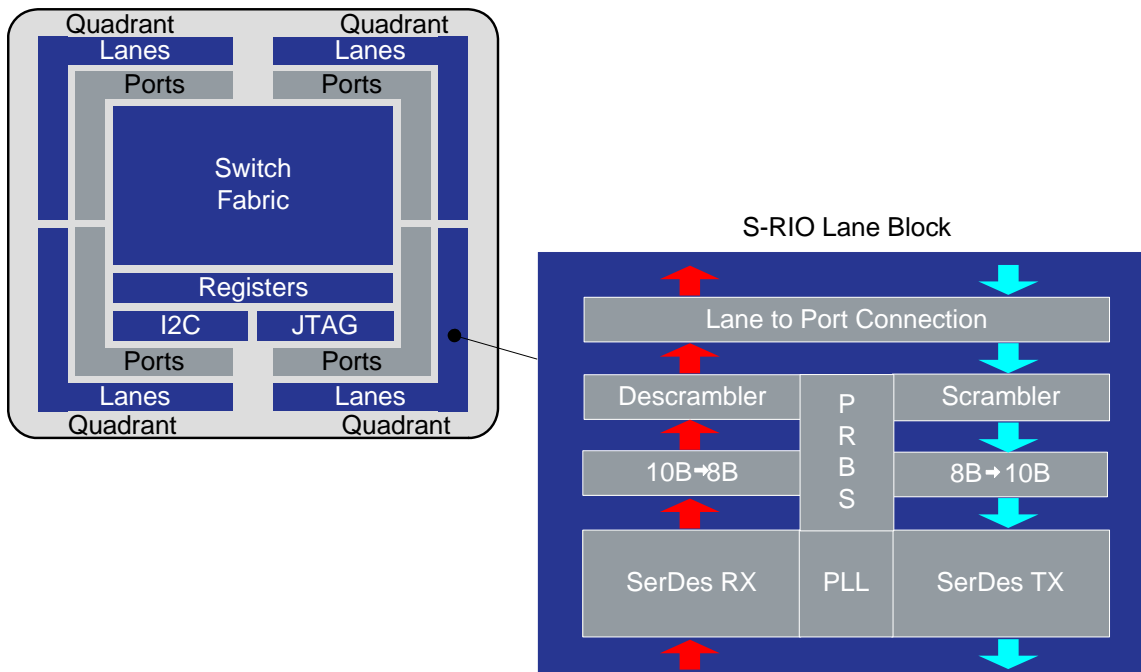 Quadrant
Quadrant
Lanes
Lanes
Ports
Ports
Switch
Fabric
Registers
I2C
JTAG
Ports
Ports
Lanes
Lanes
Quadrant
Quadrant
S-RIO Lane Block
Lane to Port Connection
Descrambler
P
R
B
S
Scrambler
10B➞8B
8B➞10B
SerDes RX
PLL
SerDes TX